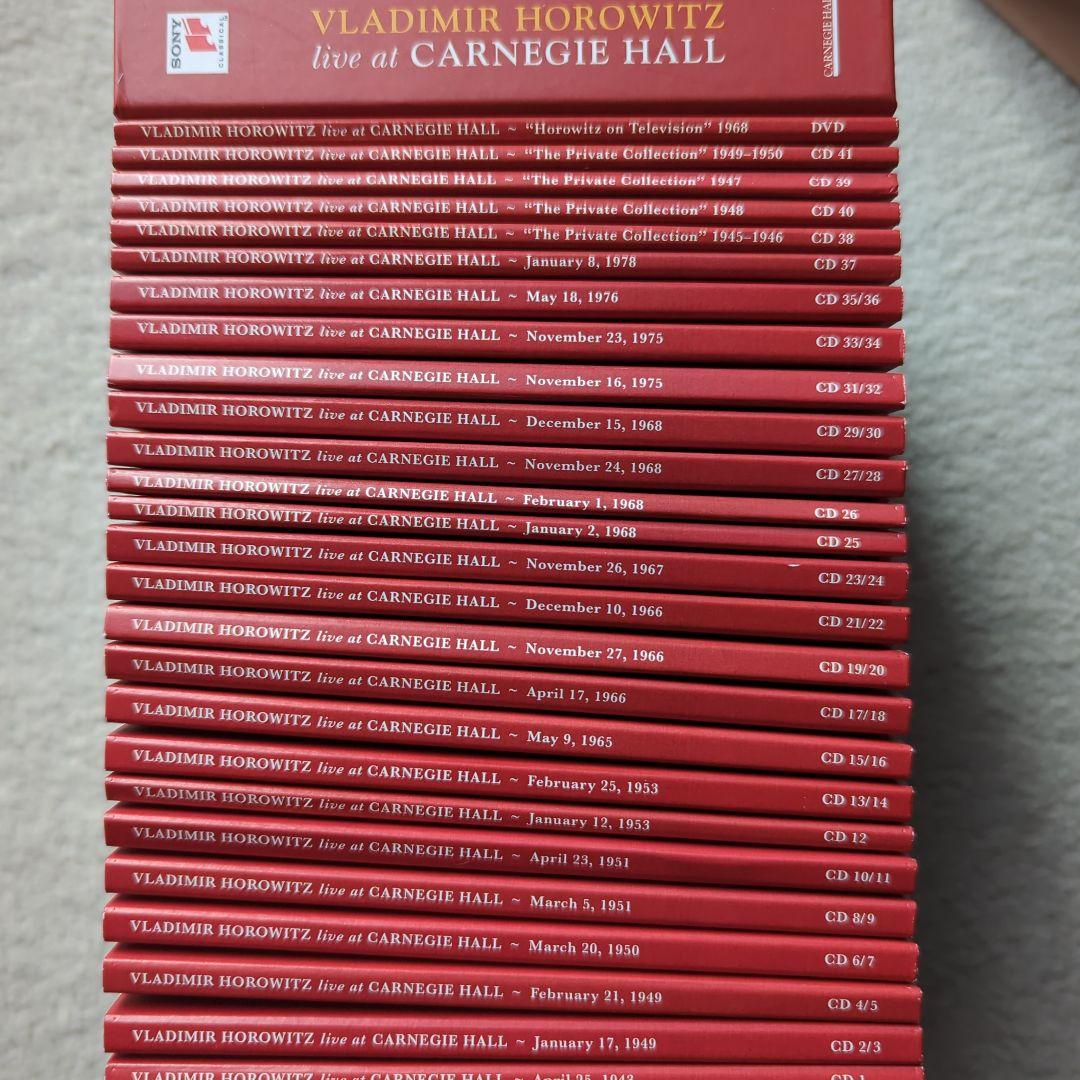 SONY
CLASSICAL
VLADIMIR HOROWITZ
live at CARNEGIE HALL
CARNEGIE HALL
VLADIMIR HOROWITZ live at CARNEGIE HALL ~ “Horowitz on Television” 1968 DVD
VLADIMIR HOROWITZ live at CARNEGIE HALL ~ “The Private Collection” 1949–1950 CD 41
VLADIMIR HOROWITZ live at CARNEGIE HALL ~ “The Private Collection” 1947 CD 39
VLADIMIR HOROWITZ live at CARNEGIE HALL ~ “The Private Collection” 1948 CD 40
VLADIMIR HOROWITZ live at CARNEGIE HALL ~ “The Private Collection” 1945–1946 CD 38
VLADIMIR HOROWITZ live at CARNEGIE HALL ~ January 8, 1978 CD 37
VLADIMIR HOROWITZ live at CARNEGIE HALL ~ May 18, 1976 CD 35/36
VLADIMIR HOROWITZ live at CARNEGIE HALL ~ November 23, 1975 CD 33/34
VLADIMIR HOROWITZ live at CARNEGIE HALL ~ November 16, 1975 CD 31/32
VLADIMIR HOROWITZ live at CARNEGIE HALL ~ December 15, 1968 CD 29/30
VLADIMIR HOROWITZ live at CARNEGIE HALL ~ November 24, 1968 CD 27/28
VLADIMIR HOROWITZ live at CARNEGIE HALL ~ February 1, 1968 CD 26
VLADIMIR HOROWITZ live at CARNEGIE HALL ~ January 2, 1968 CD 25
VLADIMIR HOROWITZ live at CARNEGIE HALL ~ November 26, 1967 CD 23/24
VLADIMIR HOROWITZ live at CARNEGIE HALL ~ December 10, 1966 CD 21/22
VLADIMIR HOROWITZ live at CARNEGIE HALL ~ November 27, 1966 CD 19/20
VLADIMIR HOROWITZ live at CARNEGIE HALL ~ April 17, 1966 CD 17/18
VLADIMIR HOROWITZ live at CARNEGIE HALL ~ May 9, 1965 CD 15/16
VLADIMIR HOROWITZ live at CARNEGIE HALL ~ February 25, 1953 CD 13/14
VLADIMIR HOROWITZ live at CARNEGIE HALL ~ January 12, 1953 CD 12
VLADIMIR HOROWITZ live at CARNEGIE HALL ~ April 23, 1951 CD 10/11
VLADIMIR HOROWITZ live at CARNEGIE HALL ~ March 5, 1951 CD 8/9
VLADIMIR HOROWITZ live at CARNEGIE HALL ~ March 20, 1950 CD 6/7
VLADIMIR HOROWITZ live at CARNEGIE HALL ~ February 21, 1949 CD 4/5
VLADIMIR HOROWITZ live at CARNEGIE HALL ~ January 17, 1949 CD 2/3
VLADIMIR HOROWITZ live at CARNEGIE HALL ~ April 25, 1943 CD 1